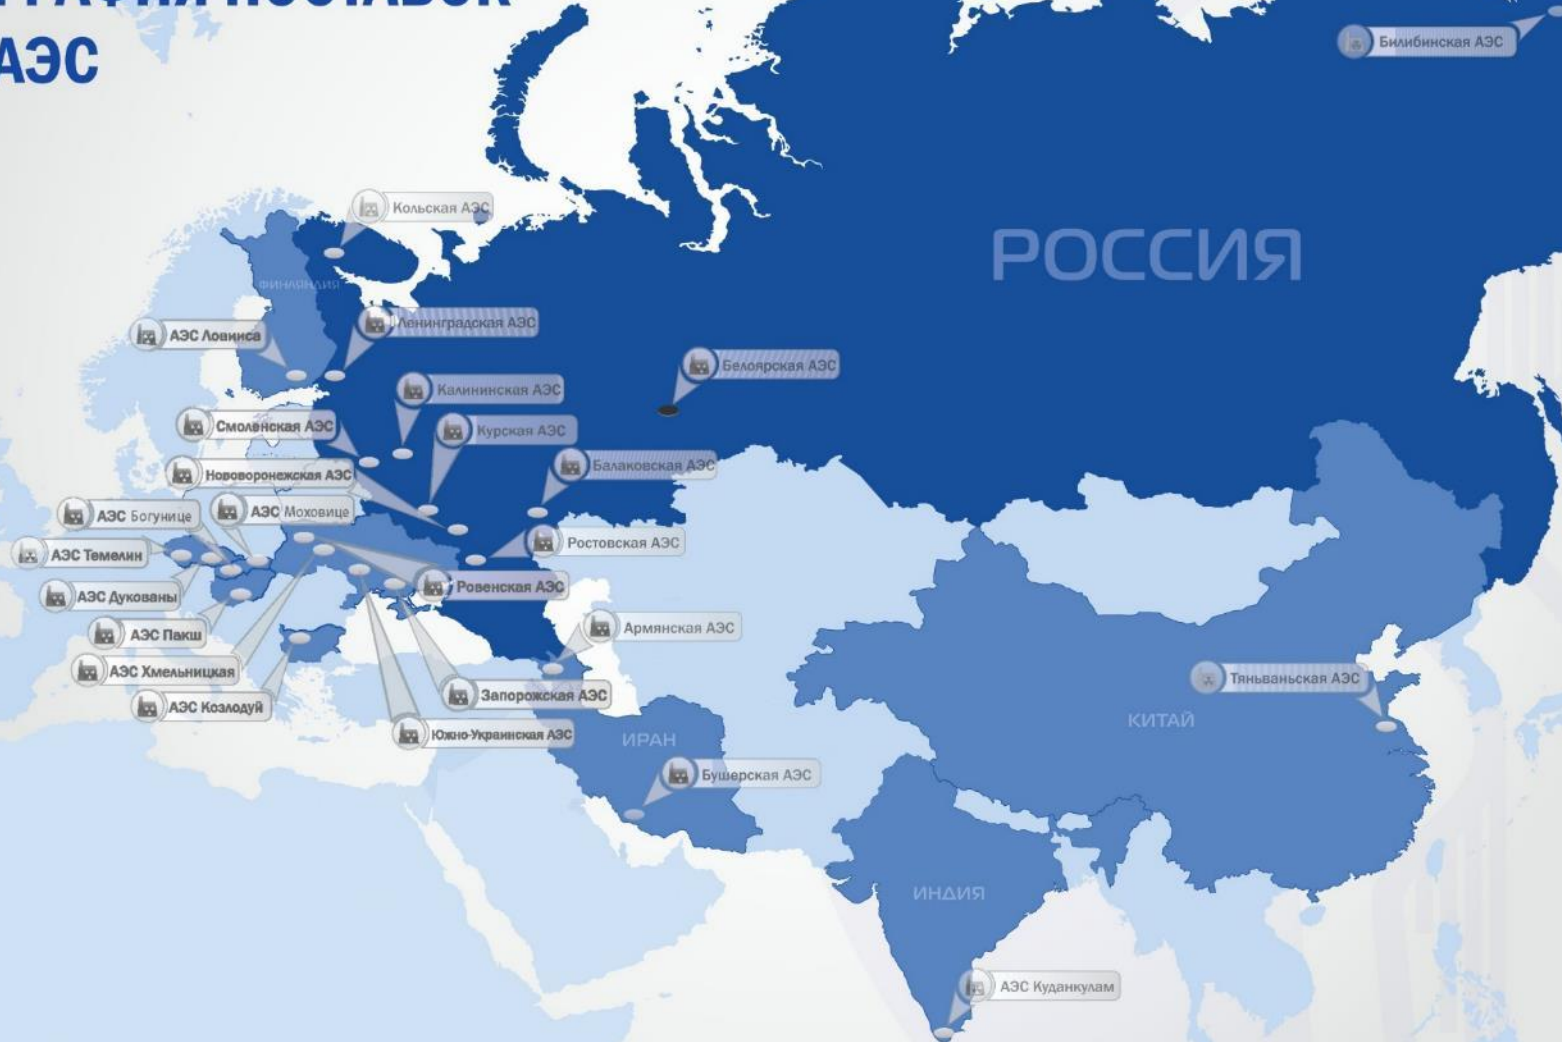 АЭС
Билибинская АЭС
Кольская АЭС
РОССИЯ
ФИНЛЯНДИЯ
Ленинградская АЭС
АЭС Ловииса
Белоярская АЭС
Калининская АЭС
Смоленская АЭС
Курская АЭС
Балаковская АЭС
Нововоронежская АЭС
АЭС Богунице
АЭС Моховице
Ростовская АЭС
АЭС Темелин
Ровенская АЭС
АЭС Дукованы
Армянская АЭС
АЭС Пакш
АЭС Хмельницкая
Тяньваньская АЭС
Запорожская АЭС
АЭС Козлодуй
КИТАЙ
Южно-Украинская АЭС
ИРАН
Бушерская АЭС
ИНДИЯ
АЭС Куданкулам